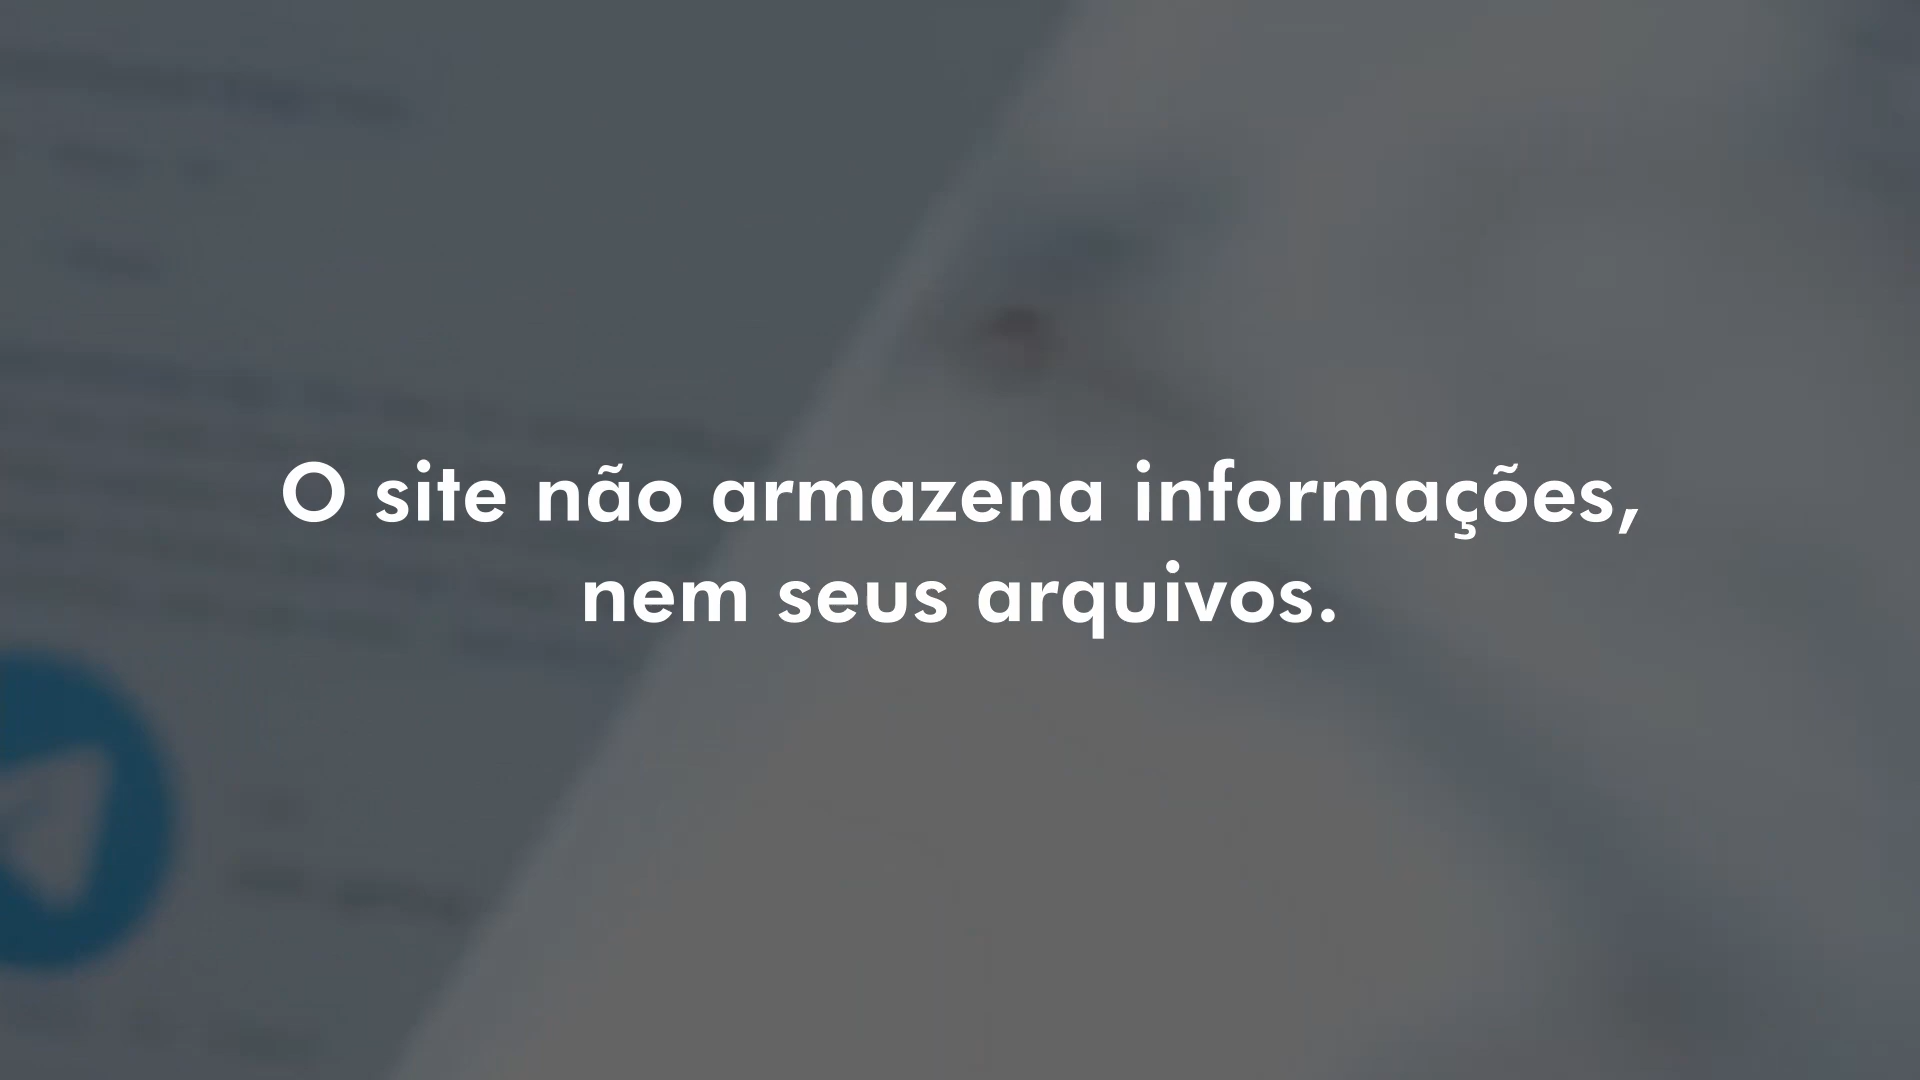 O site não armazena informações,
nem seus arquivos.